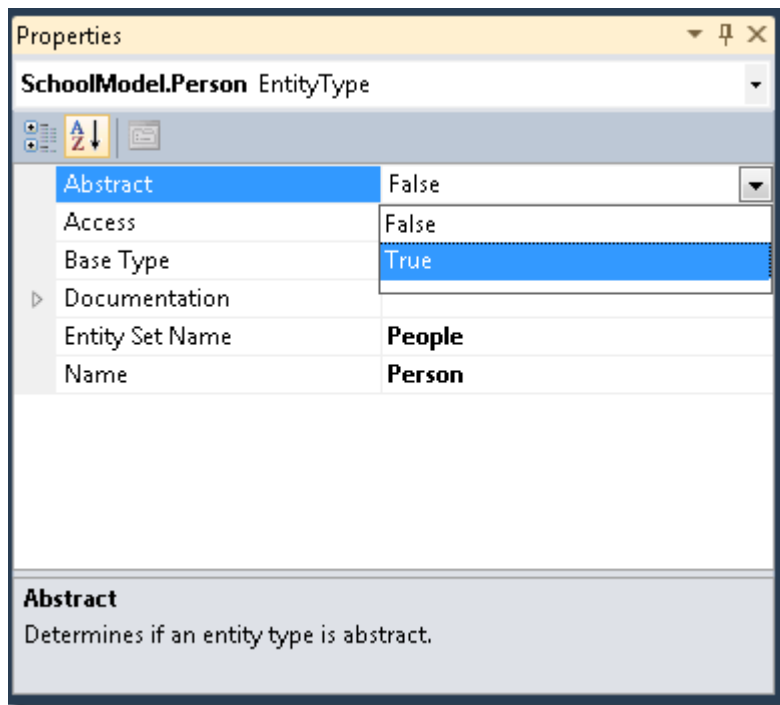 Properties
SchoolModel.Person EntityType
Abstract False
Access False
Base Type True
Documentation
Entity Set Name People
Name Person
Abstract
Determines if an entity type is abstract.